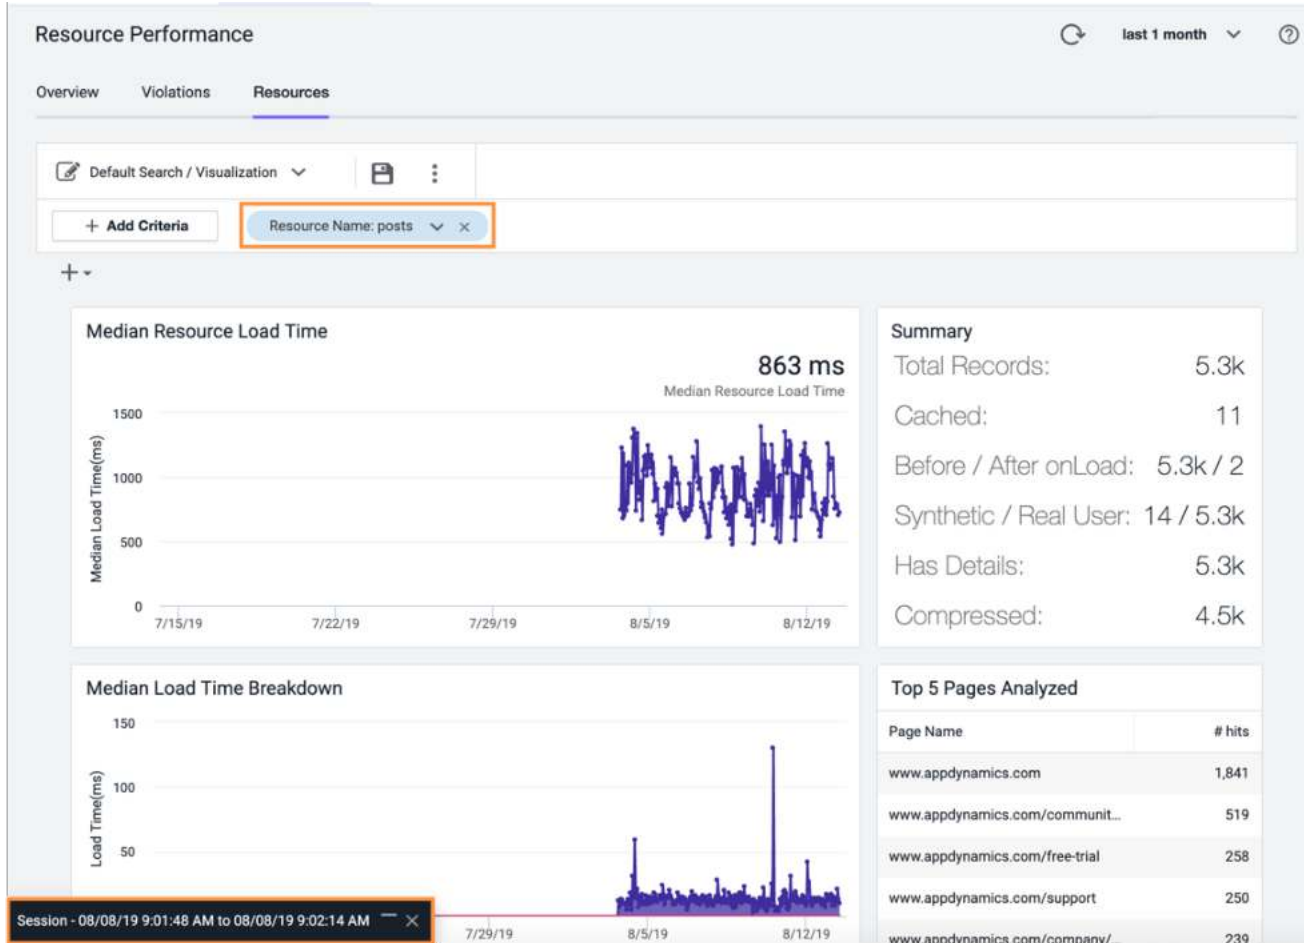 Resource Performance
last 1 month
Overview Violations Resources
Default Search / Visualization
+ Add Criteria
Resource Name: posts
Median Resource Load Time
863 ms
Median Resource Load Time
Median Load Time(ms)
1500
1000
500
0
7/15/19 7/22/19 7/29/19 8/5/19 8/12/19
Summary
Total Records: 5.3k
Cached: 11
Before / After onLoad: 5.3k / 2
Synthetic / Real User: 14 / 5.3k
Has Details: 5.3k
Compressed: 4.5k
Median Load Time Breakdown
Load Time(ms)
150
100
50
7/29/19 8/5/19 8/12/19
Top 5 Pages Analyzed
Page Name # hits
www.appdynamics.com 1,841
www.appdynamics.com/communit... 519
www.appdynamics.com/free-trial 258
www.appdynamics.com/support 250
www.appdynamics.com/company/... 239
Session - 08/08/19 9:01:48 AM to 08/08/19 9:02:14 AM